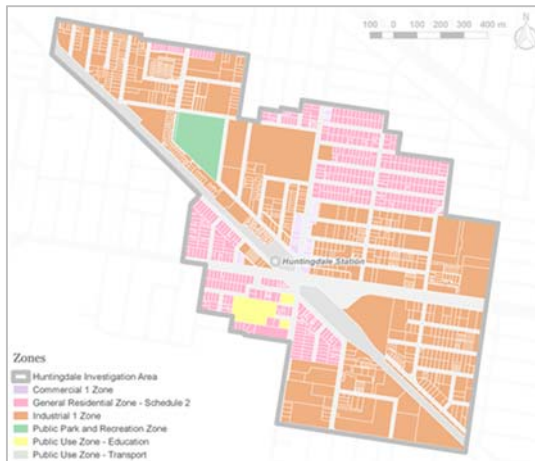 100 0 100 200 300 400 m
N
Huntingdale Station
Zones
Huntingdale Investigation Area
Commercial 1 Zone
General Residential Zone - Schedule 2
Industrial 1 Zone
Public Park and Recreation Zone
Public Use Zone - Education
Public Use Zone - Transport